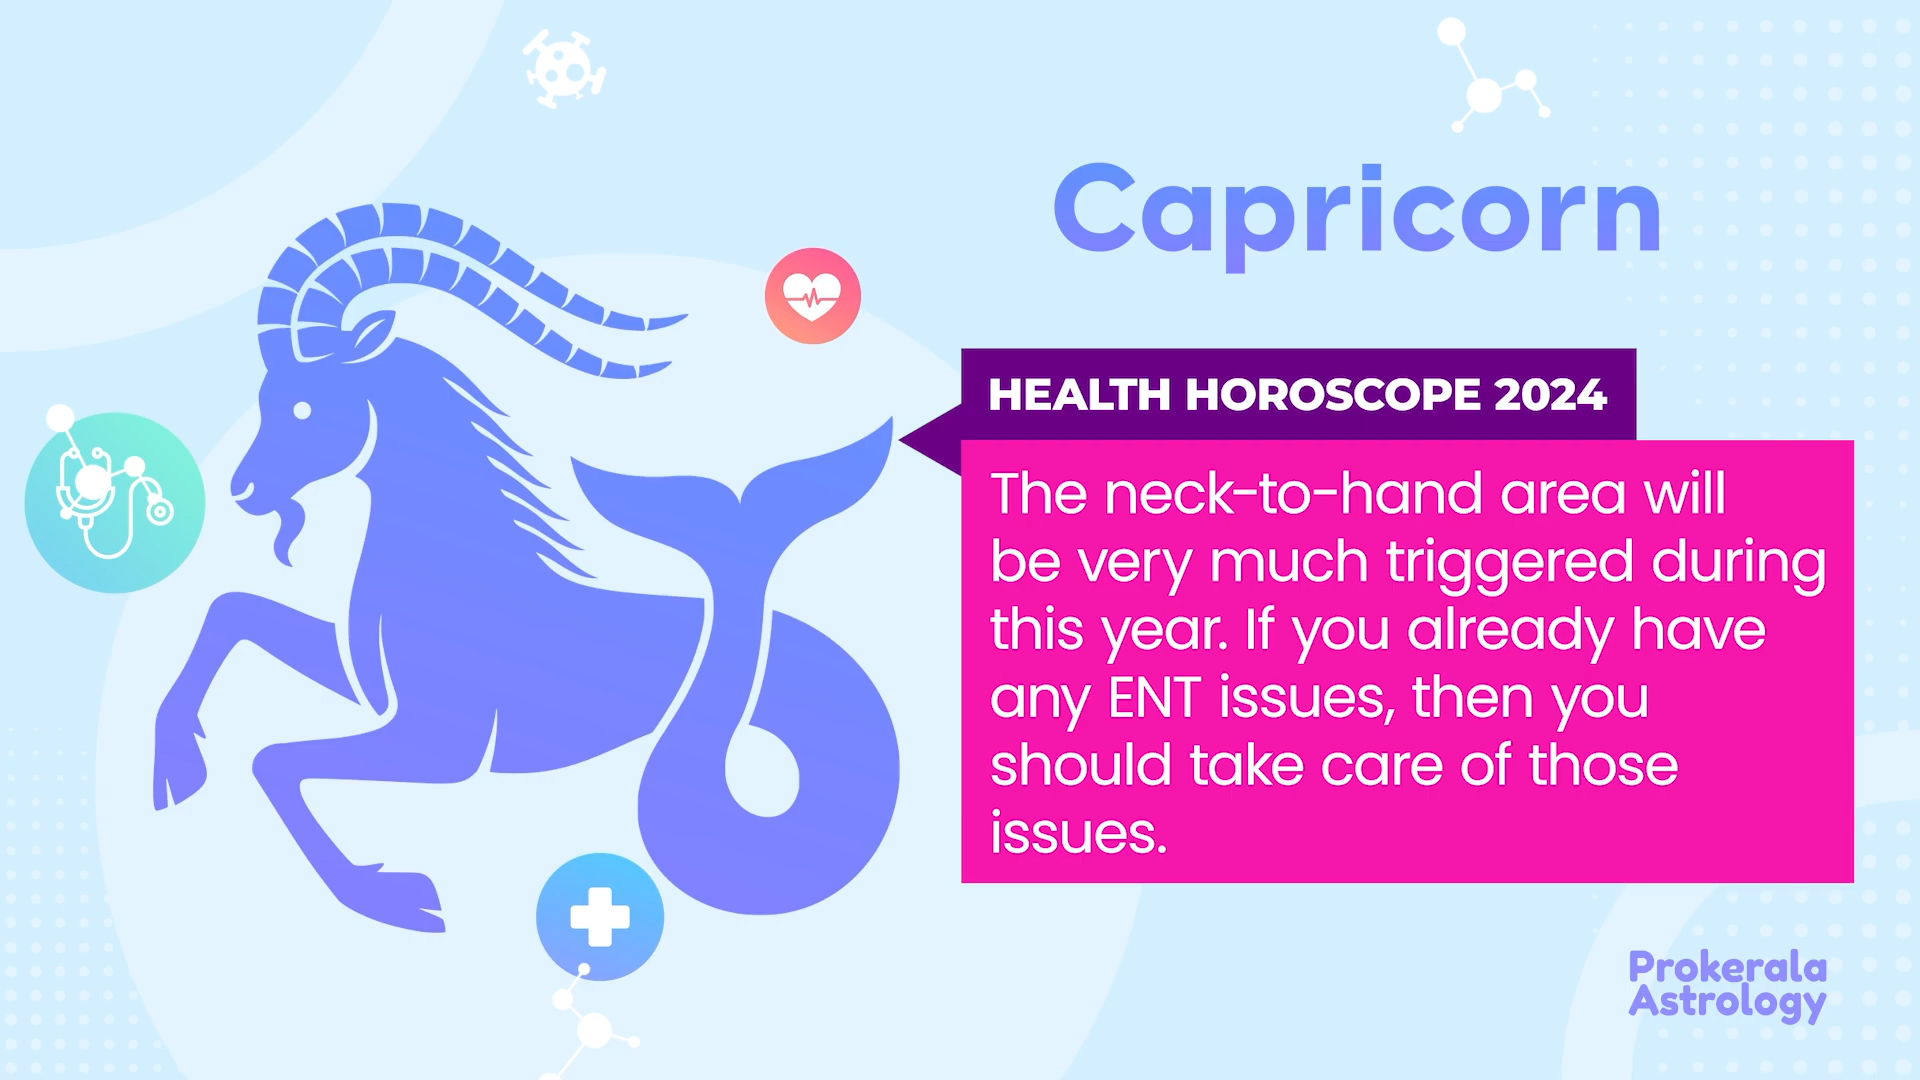 Capricorn
HEALTH HOROSCOPE 2024
The neck-to-hand area will
be very much triggered during
this year. If you already have
any ENT issues, then you
should take care of those
issues.
Prokerala
Astrology